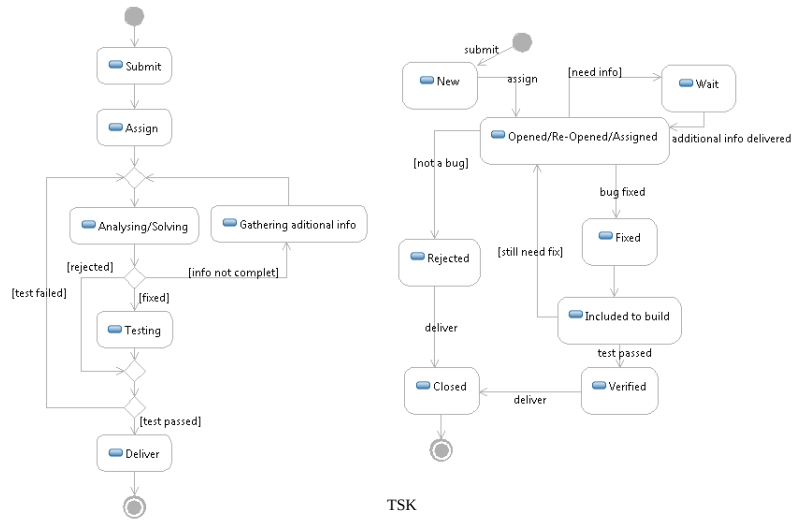 Submit
Assign
Analysing/Solving
Gathering aditional info
[rejected]
[info not complet]
[test failed]
[fixed]
Testing
[test passed]
Deliver
submit
New
assign
[need info]
Wait
Opened/Re-Opened/Assigned
additional info delivered
[not a bug]
bug fixed
Fixed
[still need fix]
Rejected
Included to build
deliver
test passed
Closed
deliver
Verified
TSK